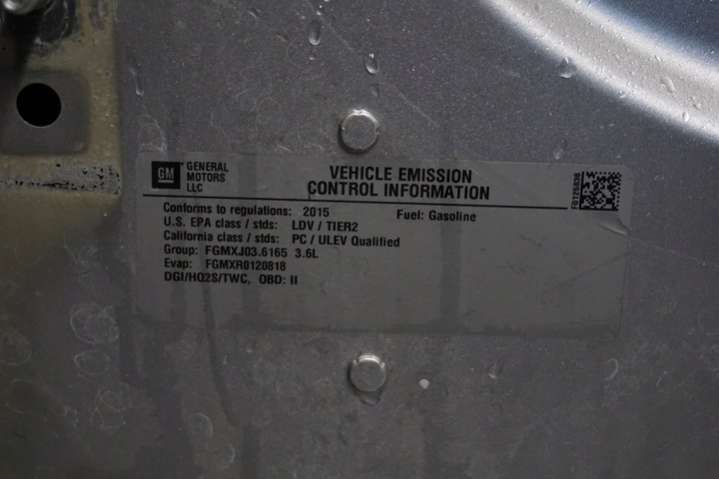 GM
GENERAL
MOTORS
LLC
VEHICLE EMISSION
CONTROL INFORMATION
Conforms to regulations: 2015 Fuel: Gasoline
U.S. EPA class / stds: LDV / TIER2
California class / stds: PC / ULEV Qualified
Group: FGMXJ03.6165 3.6L
Evap: FGMXR0120818
DGI/HO2S/TWC, OBD: II